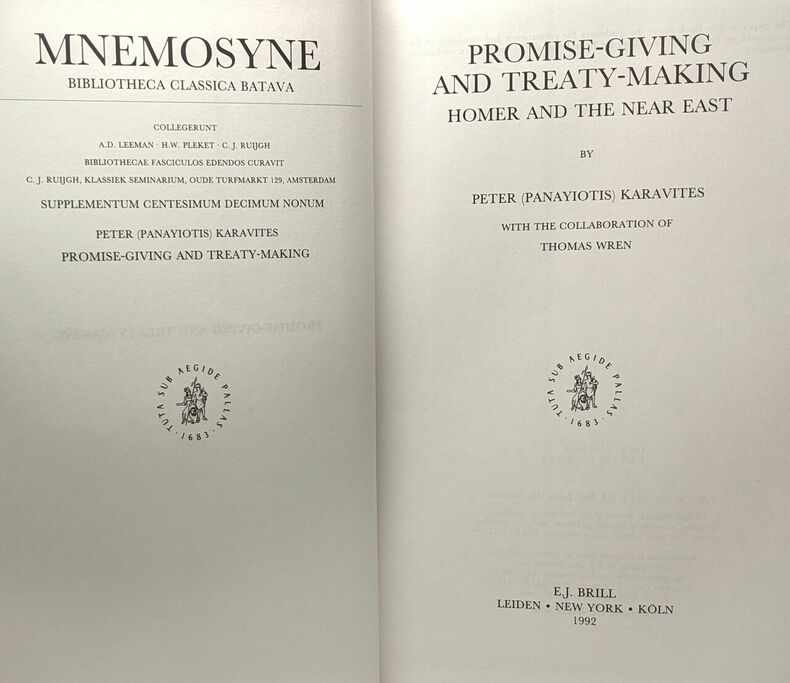 MNEMOSYNE
BIBLIOTHECA CLASSICA BATAVA
COLLEGERUNT
A.D. LEEMAN · H.W. PLEKET · C. J. RUIJGH
BIBLIOTHECAE FASCICULOS EDENDOS CURAVIT
C. J. RUIJGH, KLASSIEK SEMINARIUM, OUDE TURFMARKT 129, AMSTERDAM
SUPPLEMENTUM CENTESIMUM DECIMUM NONUM
PETER (PANAYIOTIS) KARAVITES
PROMISE-GIVING AND TREATY-MAKING
TUTA SUB AEGIDE PALLAS · 1683 ·
PROMISE-GIVING
AND TREATY-MAKING
HOMER AND THE NEAR EAST
BY
PETER (PANAYIOTIS) KARAVITES
WITH THE COLLABORATION OF
THOMAS WREN
TUTA SUB AEGIDE PALLAS · 1683 ·
E.J. BRILL
LEIDEN • NEW YORK • KÖLN
1992